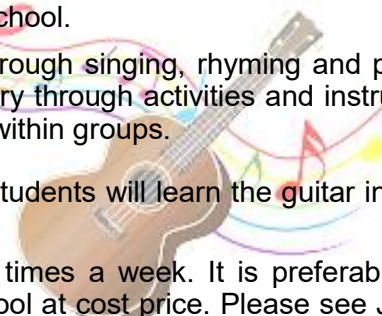 chool.
rough singing, rhyming and p
ry through activities and instru
within groups.
tudents will learn the guitar in
times a week. It is preferab
ool at cost price. Please see J